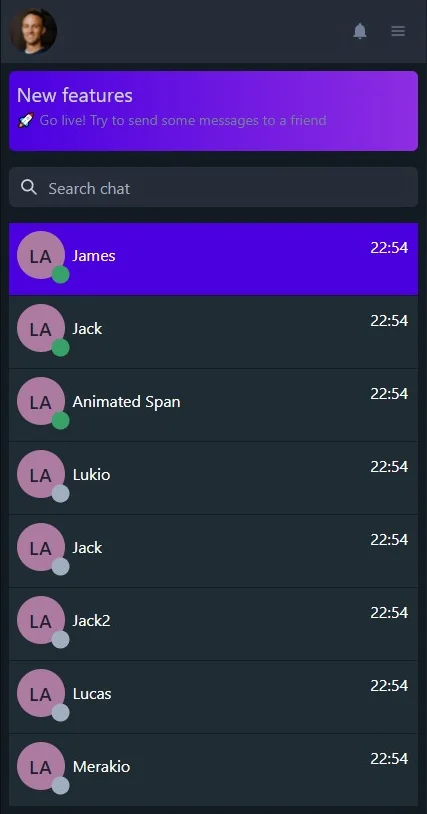 New features
🚀 Go live! Try to send some messages to a friend
Search chat
LA James 22:54
LA Jack 22:54
LA Animated Span 22:54
LA Lukio 22:54
LA Jack 22:54
LA Jack2 22:54
LA Lucas 22:54
LA Merakio 22:54